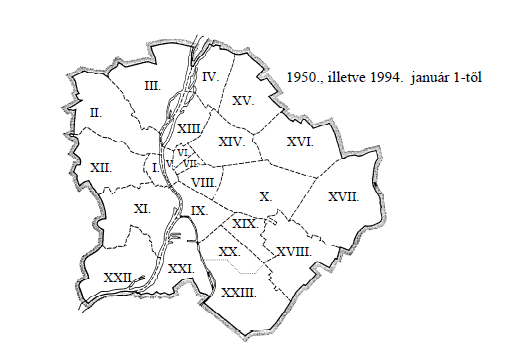 IV.
III.
XV.
1950., illetve 1994. január 1-től
II.
XIII.
XIV.
XVI.
VI.
V.
VII.
XII.
I.
VIII.
X.
XVII.
XI.
IX.
XIX.
XX.
XVIII.
XXII.
XXI.
XXIII.